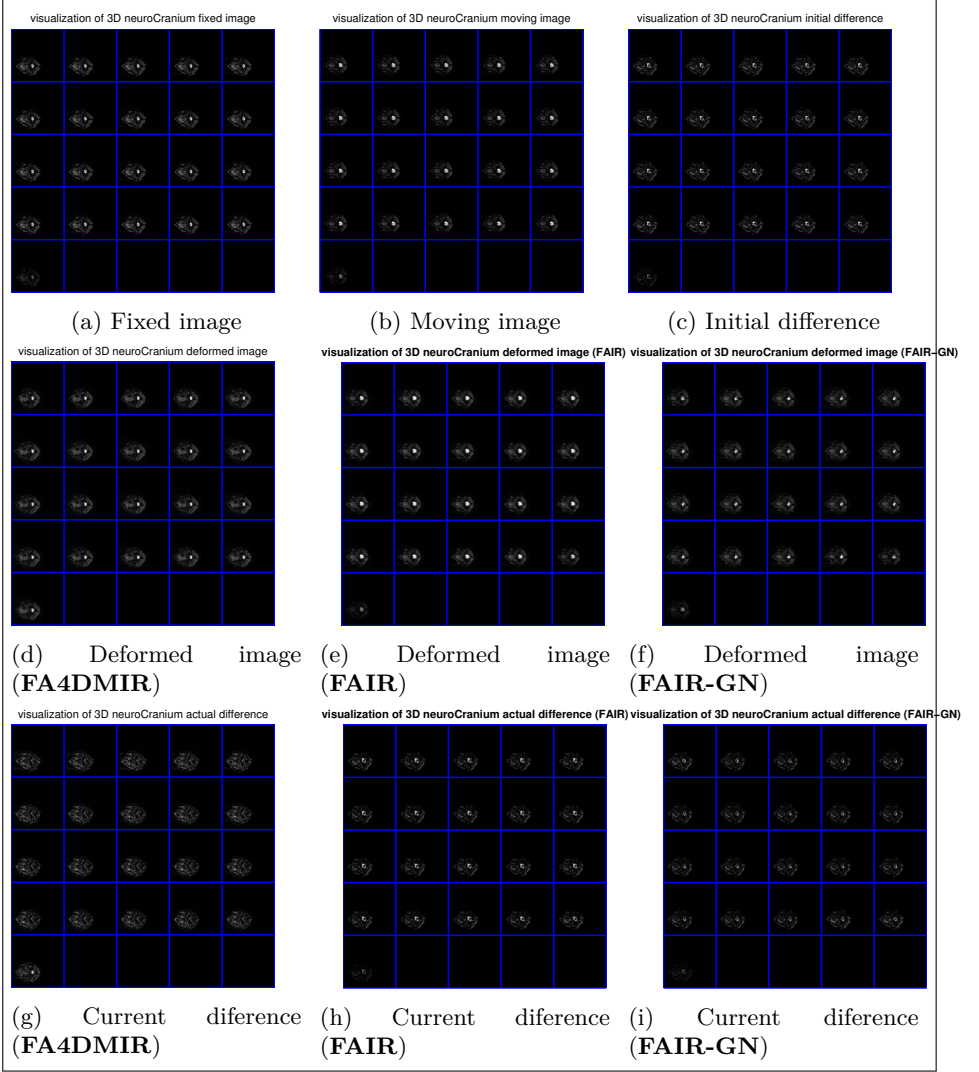 visualization of 3D neuroCranium fixed image
visualization of 3D neuroCranium moving image
visualization of 3D neuroCranium initial difference
(a) Fixed image
(b) Moving image
(c) Initial difference
visualization of 3D neuroCranium deformed image
visualization of 3D neuroCranium deformed image (FAIR)
visualization of 3D neuroCranium deformed image (FAIR−GN)
(d) Deformed image
(FA4DMIR)
(e) Deformed image
(FAIR)
(f) Deformed image
(FAIR-GN)
visualization of 3D neuroCranium actual difference
visualization of 3D neuroCranium actual difference (FAIR)
visualization of 3D neuroCranium actual difference (FAIR−GN)
(g) Current diference
(FA4DMIR)
(h) Current diference
(FAIR)
(i) Current diference
(FAIR-GN)